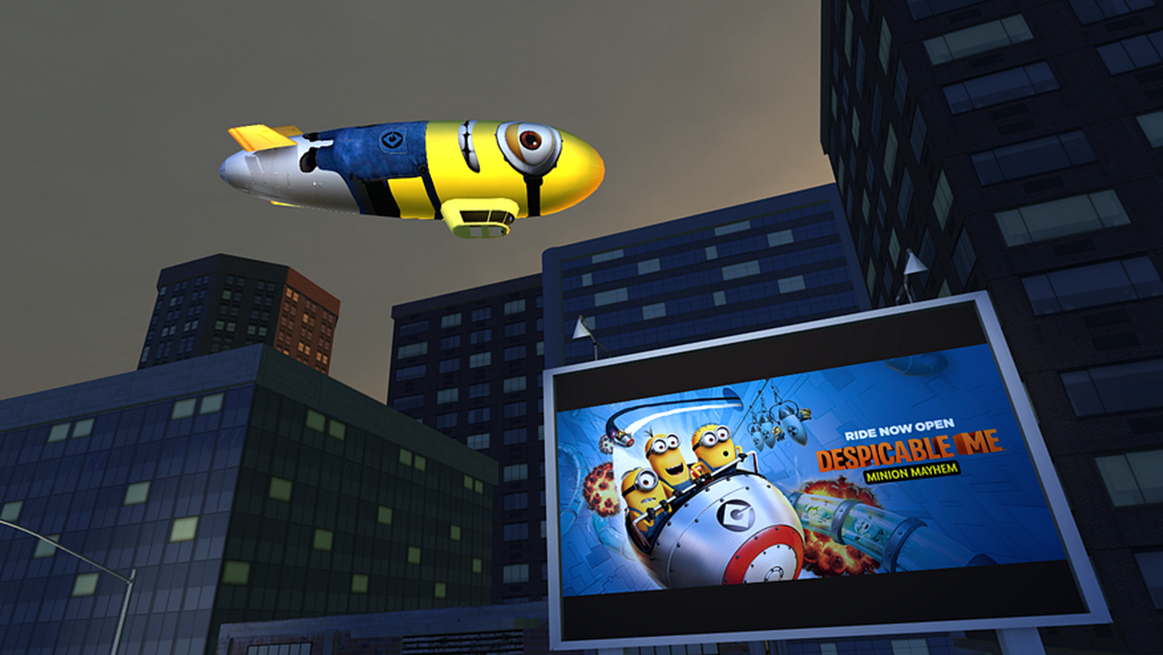 RIDE NOW OPEN
DESPICABLE ME
MINION MAYHEM